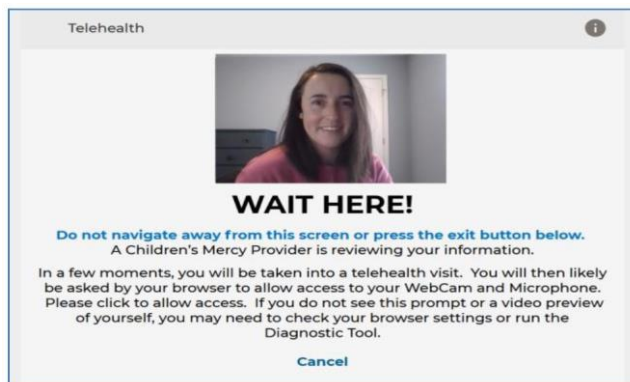 Telehealth
WAIT HERE!
Do not navigate away from this screen or press the exit button below.
A Children's Mercy Provider is reviewing your information.
In a few moments, you will be taken into a telehealth visit.  You will then likely
be asked by your browser to allow access to your WebCam and Microphone.
Please click to allow access.  If you do not see this prompt or a video preview
of yourself, you may need to check your browser settings or run the
Diagnostic Tool.
Cancel